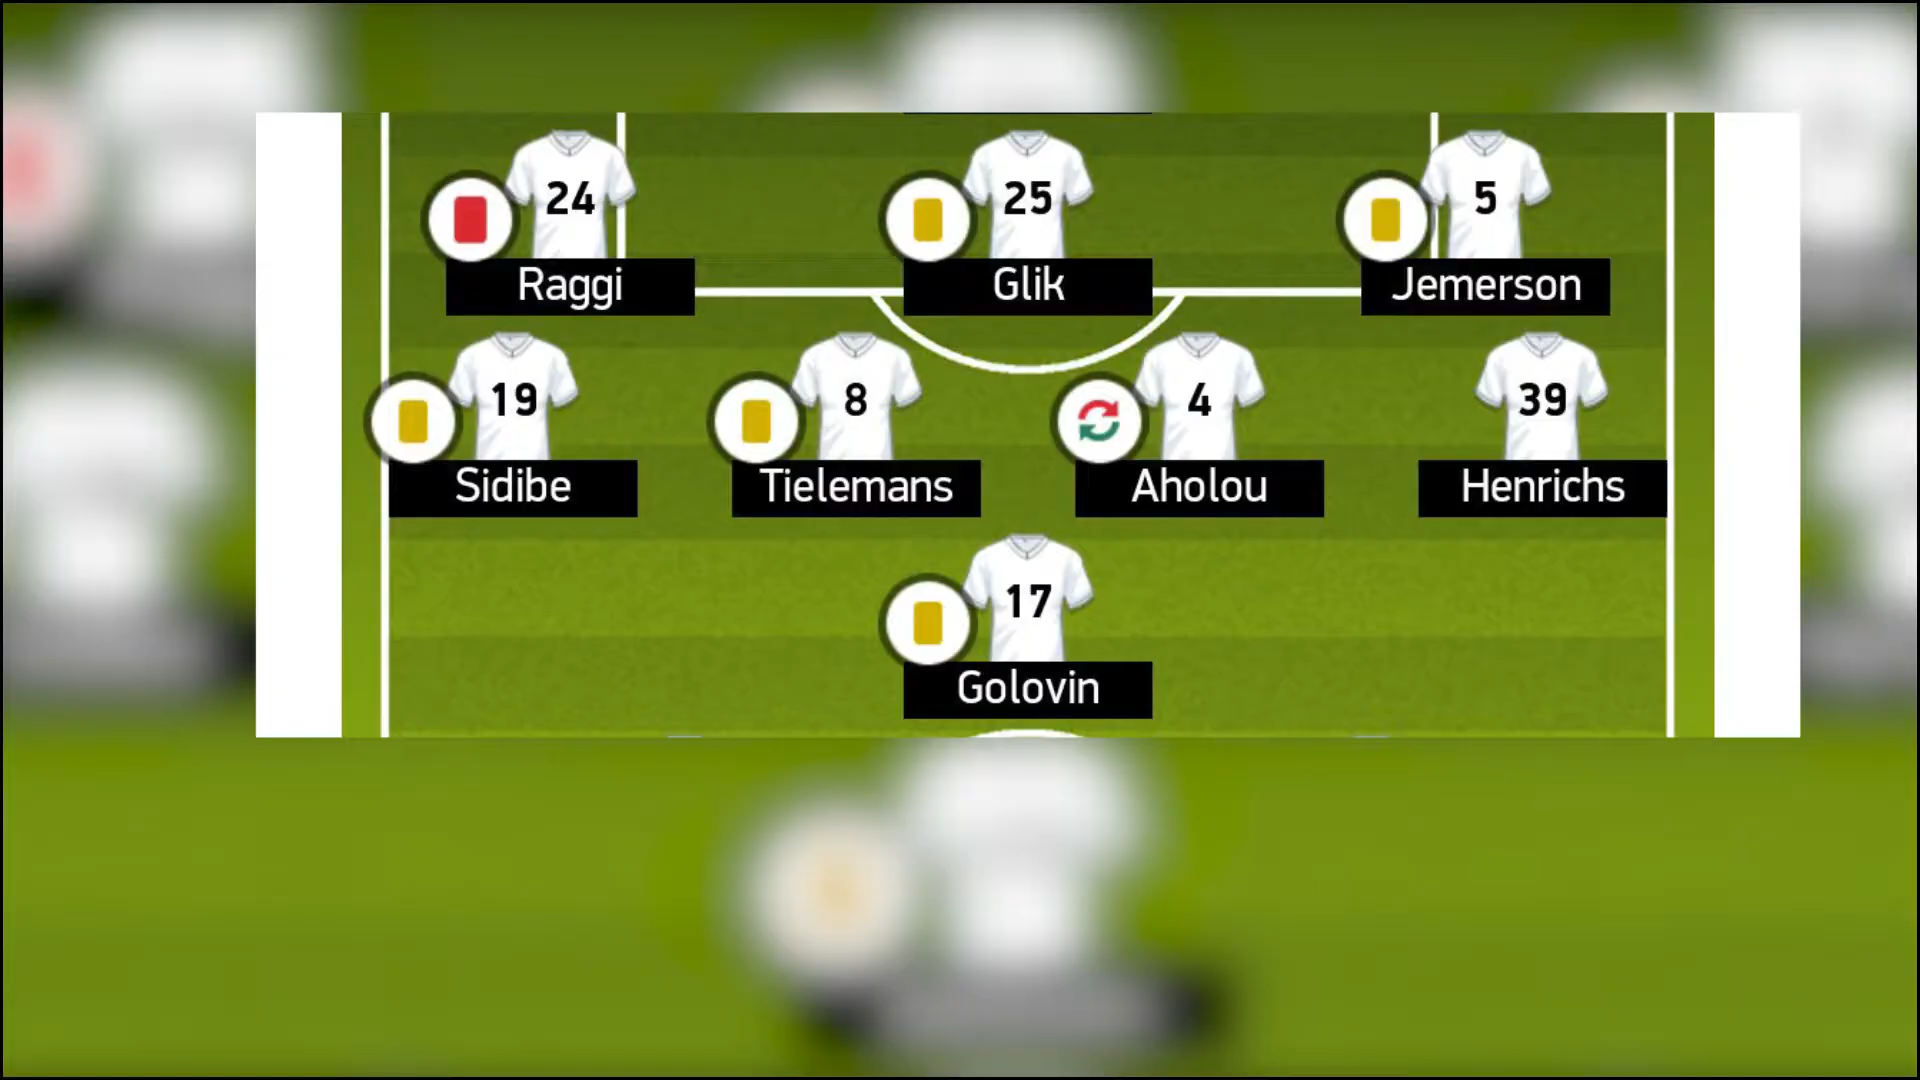 24 25 5
Raggi Glik Jemerson
19 8 4 39
Sidibe Tielemans Aholou Henrichs
17
Golovin